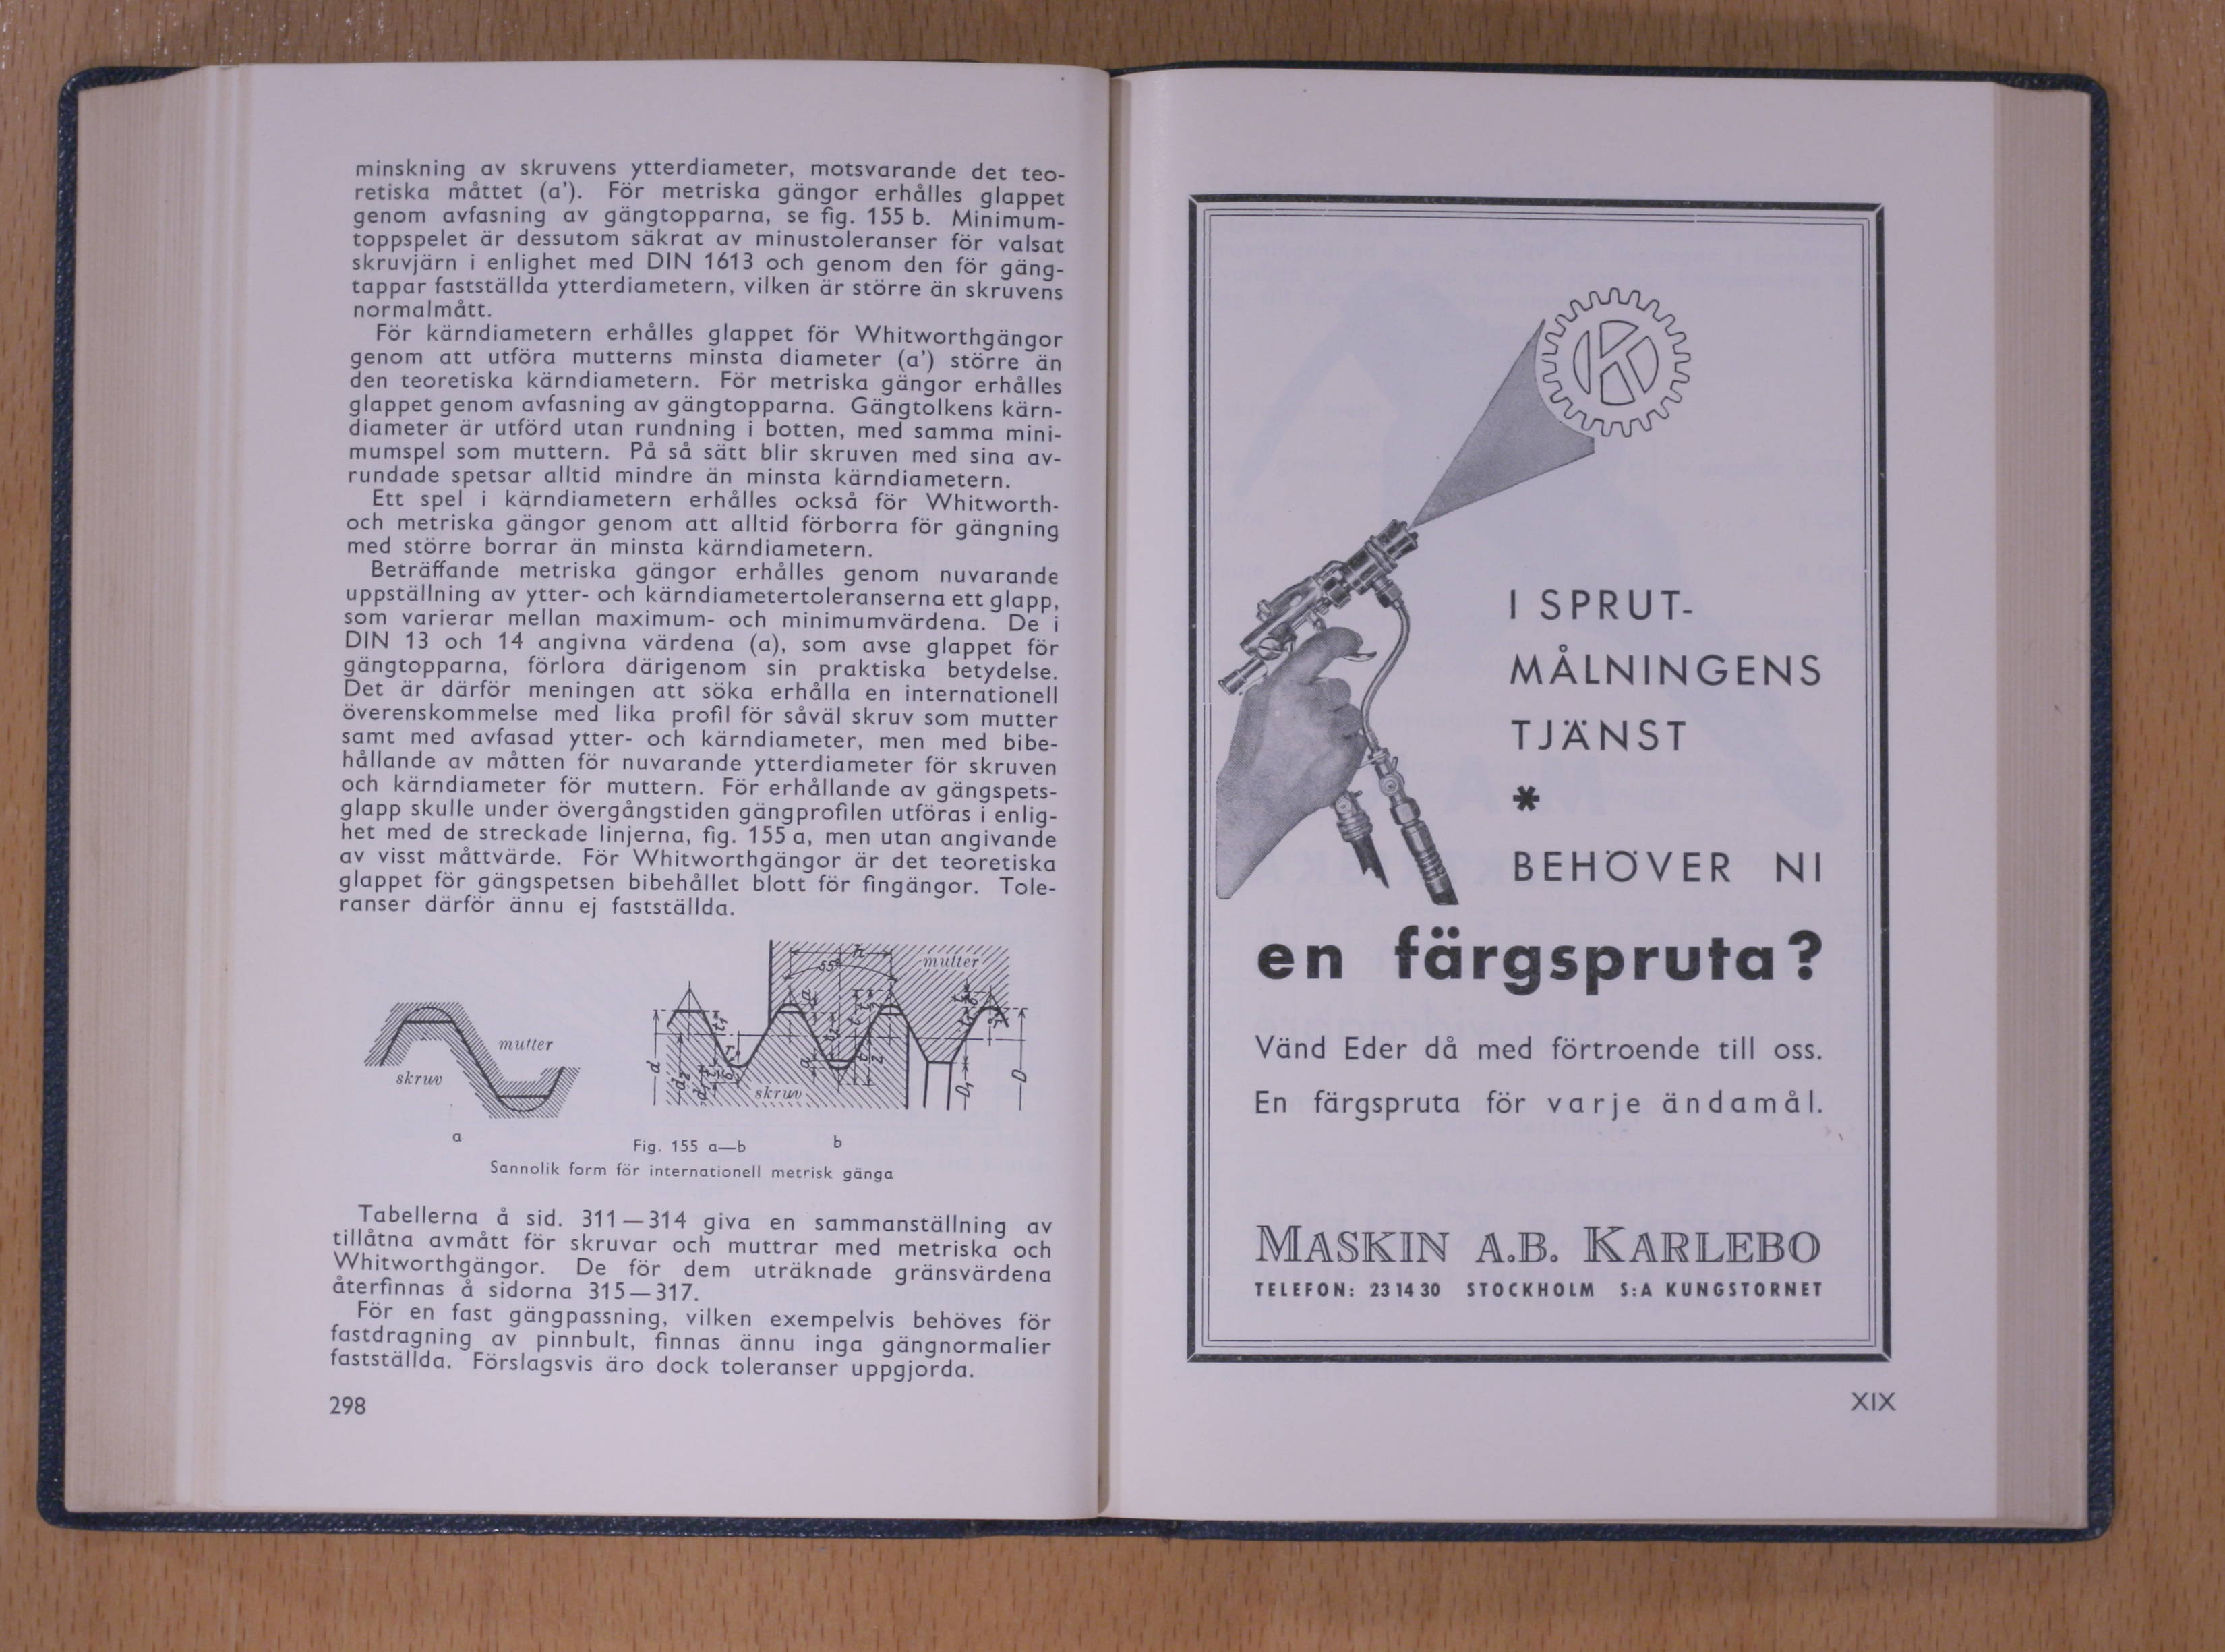 minskning av skruvens ytterdiameter, motsvarande det teo-
retiska måttet (a'). För metriska gängor erhålles glappet
genom avfasning av gängtopparna, se fig. 155 b. Minimum-
toppspelet är dessutom säkrat av minustoleranser för valsat
skruvjärn i enlighet med DIN 1613 och genom den för gäng-
tappar fastställda ytterdiametern, vilken är större än skruvens
normalmått.
För kärndiametern erhålles glappet för Whitworthgängor
genom att utföra mutterns minsta diameter (a') större än
den teoretiska kärndiametern. För metriska gängor erhålles
glappet genom avfasning av gängtopparna. Gängtolkens kärn-
diameter är utförd utan rundning i botten, med samma mini-
mumspel som muttern. På så sätt blir skruven med sina av-
rundade spetsar alltid mindre än minsta kärndiametern.
Ett spel i kärndiametern erhålles också för Whitworth-
och metriska gängor genom att alltid förborra för gängning
med större borrar än minsta kärndiametern.
Beträffande metriska gängor erhålles genom nuvarande
uppställning av ytter- och kärndiametertoleranserna ett glapp,
som varierar mellan maximum- och minimumvärdena. De i
DIN 13 och 14 angivna värdena (a), som avse glappet för
gängtopparna, förlora därigenom sin praktiska betydelse.
Det är därför meningen att söka erhålla en internationell
överenskommelse med lika profil för såväl skruv som mutter
samt med avfasad ytter- och kärndiameter, men med bibe-
hållande av måtten för nuvarande ytterdiameter för skruven
och kärndiameter för muttern. För erhållande av gängspets-
glapp skulle under övergångstiden gängprofilen utföras i enlig-
het med de streckade linjerna, fig. 155 a, men utan angivande
av visst måttvärde. För Whitworthgängor är det teoretiska
glappet för gängspetsen bibehållet blott för fingängor. Tole-
ranser därför ännu ej fastställda.
mutter
skruv
a
h
55°
mutter
skruv
d
d2
d1
D1
D
b
Fig. 155 a—b
Sannolik form för internationell metrisk gänga
Tabellerna å sid. 311—314 giva en sammanställning av
tillåtna avmått för skruvar och muttrar med metriska och
Whitworthgängor. De för dem uträknade gränsvärdena
återfinnas å sidorna 315—317.
För en fast gängpassning, vilken exempelvis behöves för
fastdragning av pinnbult, finnas ännu inga gängnormalier
fastställda. Förslagsvis äro dock toleranser uppgjorda.
298
K
I SPRUT-
MÅLNINGENS
TJÄNST
*
BEHÖVER NI
en färgspruta?
Vänd Eder då med förtroende till oss.
En färgspruta för varje ändamål.
MASKIN A.B. KARLEBO
TELEFON: 23 14 30 STOCKHOLM S:A KUNGSTORNET
XIX